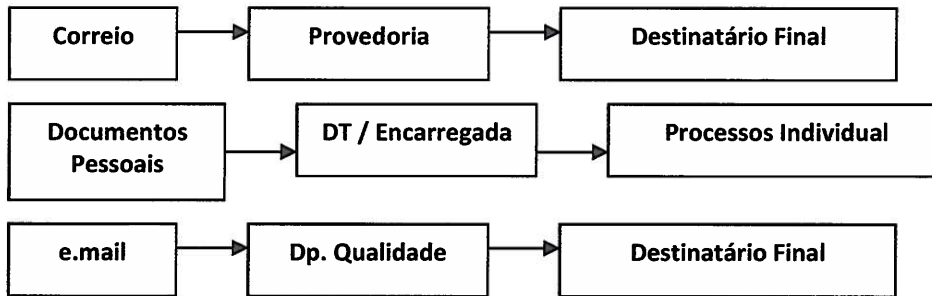 Correio
Provedoria
Destinatário Final
Documentos
Pessoais
DT / Encarregada
Processos Individual
e.mail
Dp. Qualidade
Destinatário Final